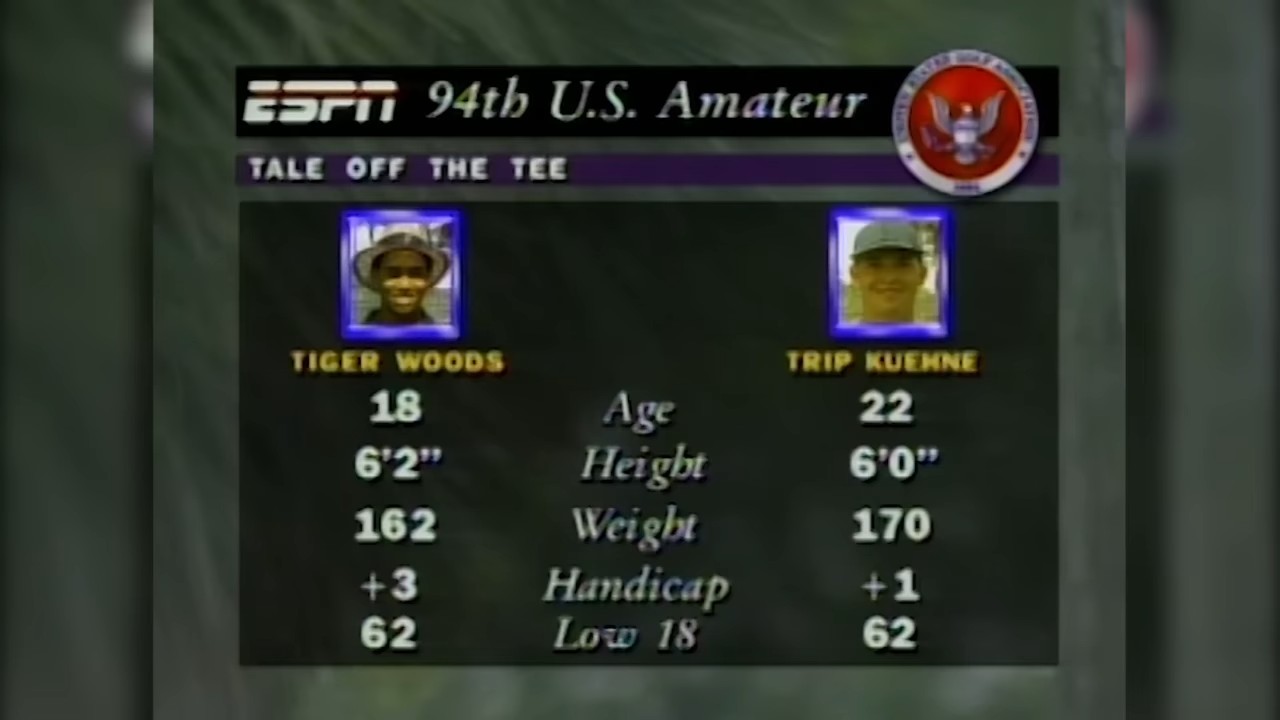 ESPN 94th U.S. Amateur
TALE OFF THE TEE
TIGER WOODS TRIP KUEHNE
18 Age 22
6'2" Height 6'0"
162 Weight 170
+3 Handicap +1
62 Low 18 62